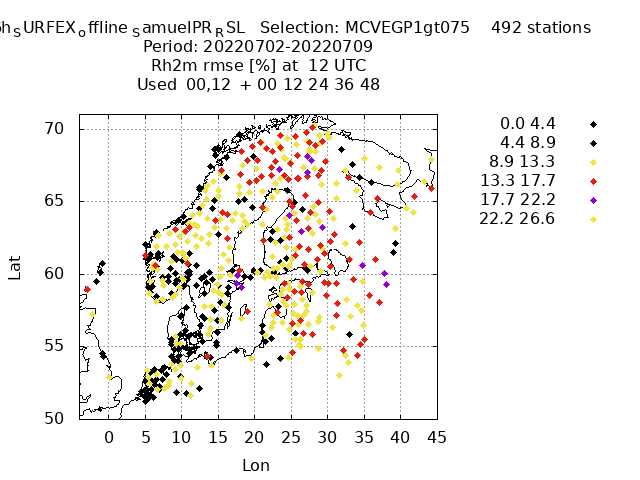 h_SURFEX_offline_SamuelPR_RSL Selection: MCVEGP1gt075 492 stations
Period: 20220702-20220709
Rh2m rmse [%] at 12 UTC
Used 00,12 + 00 12 24 36 48
0.0 4.4
4.4 8.9
8.9 13.3
13.3 17.7
17.7 22.2
22.2 26.6
70
65
60
55
50
Lat
0 5 10 15 20 25 30 35 40 45
Lon